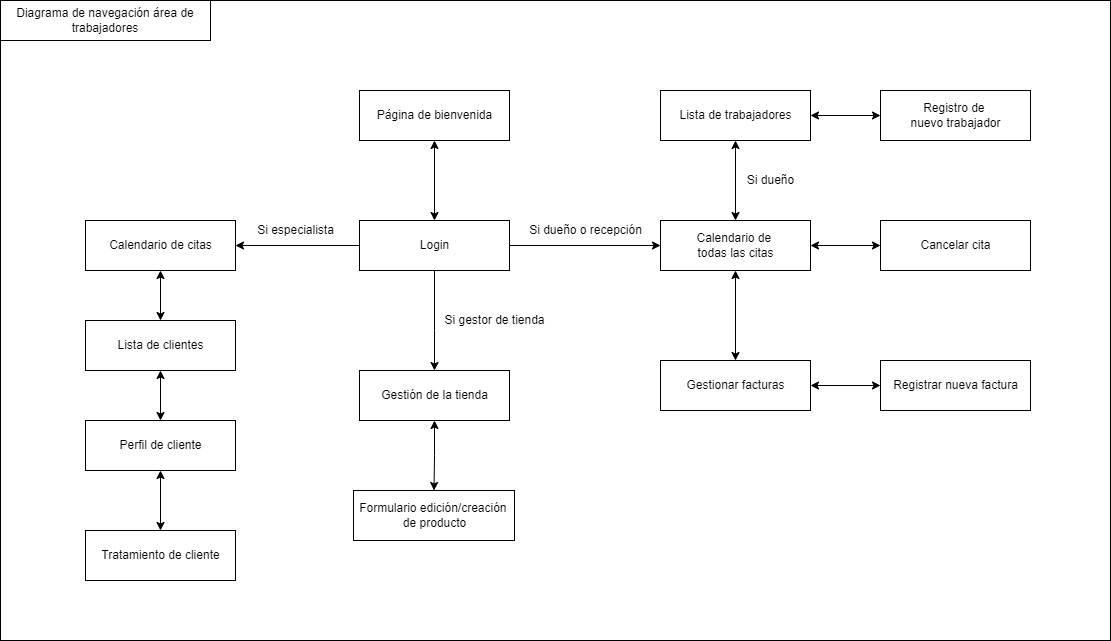 Diagrama de navegación área de
trabajadores
Página de bienvenida
Lista de trabajadores
Registro de
nuevo trabajador
Si dueño
Calendario de citas
Si especialista
Login
Si dueño o recepción
Calendario de
todas las citas
Cancelar cita
Si gestor de tienda
Lista de clientes
Gestión de la tienda
Gestionar facturas
Registrar nueva factura
Perfil de cliente
Formulario edición/creación
de producto
Tratamiento de cliente